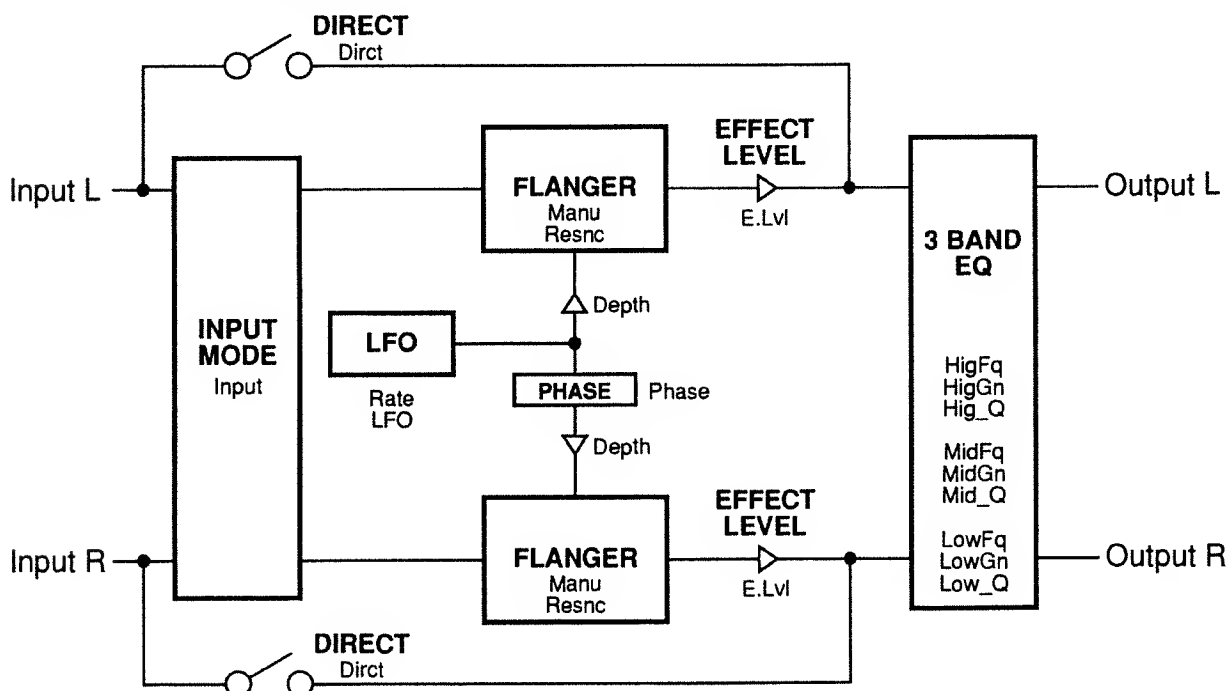 DIRECT
Dirct
EFFECT
LEVEL
E.Lvl
Input L
FLANGER
Manu
Resnc
Output L
3 BAND
EQ
Depth
INPUT
MODE
Input
LFO
Rate
LFO
PHASE
Phase
Depth
HigFq
HigGn
Hig_Q
MidFq
MidGn
Mid_Q
LowFq
LowGn
Low_Q
EFFECT
LEVEL
E.Lvl
Input R
FLANGER
Manu
Resnc
Output R
DIRECT
Dirct